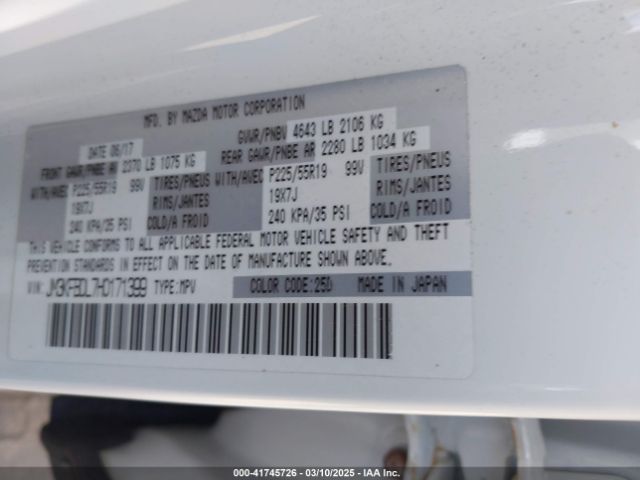 MFD. BY MAZDA MOTOR CORPORATION
DATE 06/17 GVWR/PNBV 4643 LB 2106 KG
FRONT GAWR/PNBE AV 2370 LB 1075 KG REAR GAWR/PNBE AR 2280 LB 1034 KG
WITH/AVEC P225/55R19 99V TIRES/PNEUS WITH/AVEC P225/55R19 99V TIRES/PNEUS
19X7J RIMS/JANTES 19X7J RIMS/JANTES
240 KPA/35 PSI COLD/A FROID 240 KPA/35 PSI COLD/A FROID
THIS VEHICLE CONFORMS TO ALL APPLICABLE FEDERAL MOTOR VEHICLE SAFETY AND THEFT
PREVENTION STANDARDS IN EFFECT ON THE DATE OF MANUFACTURE SHOWN ABOVE.
VIN: JM3KFBDL7H0171399 TYPE:MPV COLOR CODE:25D MADE IN JAPAN
000-41745726 - 03/10/2025 - IAA Inc.